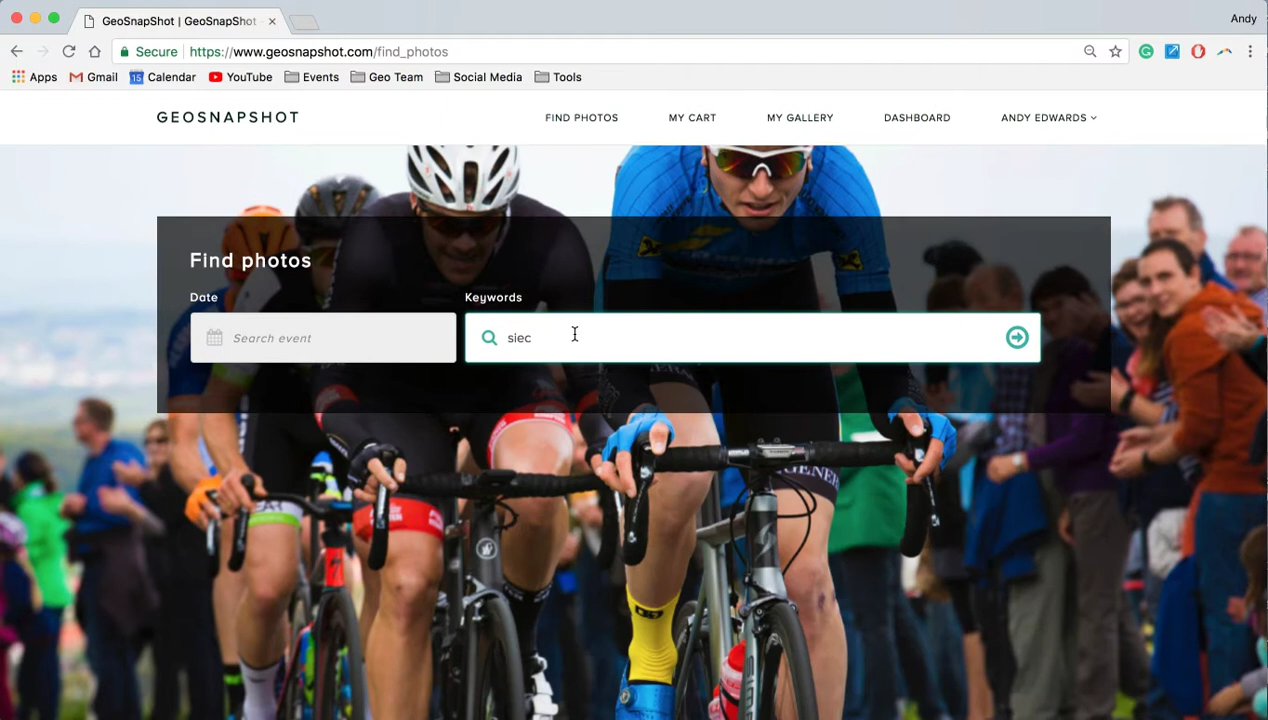 GeoSnapShot | GeoSnapShot -
Andy
Secure https://www.geosnapshot.com/find_photos
Apps Gmail 15 Calendar YouTube Events Geo Team Social Media Tools
GEOSNAPSHOT FIND PHOTOS MY CART MY GALLERY DASHBOARD ANDY EDWARDS
Find photos
Date Keywords
Search event siec